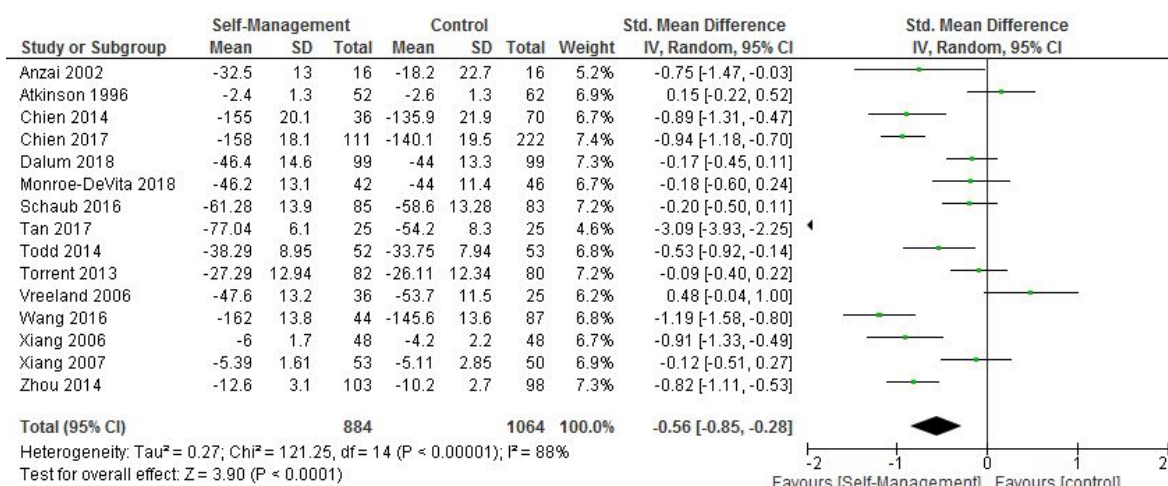 Self-Management Control Std. Mean Difference Std. Mean Difference
Study or Subgroup Mean SD Total Mean SD Total Weight IV, Random, 95% CI IV, Random, 95% CI
Anzai 2002 -32.5 13 16 -18.2 22.7 16 5.2% -0.75 [-1.47, -0.03]
Atkinson 1996 -2.4 1.3 52 -2.6 1.3 62 6.9% 0.15 [-0.22, 0.52]
Chien 2014 -155 20.1 36 -135.9 21.9 70 6.7% -0.89 [-1.31, -0.47]
Chien 2017 -158 18.1 111 -140.1 19.5 222 7.4% -0.94 [-1.18, -0.70]
Dalum 2018 -46.4 14.6 99 -44 13.3 99 7.3% -0.17 [-0.45, 0.11]
Monroe-DeVita 2018 -46.2 13.1 42 -44 11.4 46 6.7% -0.18 [-0.60, 0.24]
Schaub 2016 -61.28 13.9 85 -58.6 13.28 83 7.2% -0.20 [-0.50, 0.11]
Tan 2017 -77.04 6.1 25 -54.2 8.3 25 4.6% -3.09 [-3.93, -2.25]
Todd 2014 -38.29 8.95 52 -33.75 7.94 53 6.9% -0.53 [-0.92, -0.14]
Torrent 2013 -27.29 12.94 82 -26.11 12.34 80 7.2% -0.09 [-0.40, 0.22]
Vreeland 2006 -47.6 13.2 36 -53.7 11.5 25 6.2% 0.48 [-0.04, 1.00]
Wang 2016 -162 13.8 44 -145.6 13.6 87 6.8% -1.19 [-1.58, -0.80]
Xiang 2006 -6 1.7 48 -4.2 2.2 48 6.7% -0.91 [-1.33, -0.49]
Xiang 2007 -5.39 1.61 53 -5.11 2.85 50 6.9% -0.12 [-0.51, 0.27]
Zhou 2014 -12.6 3.1 103 -10.2 2.7 98 7.3% -0.82 [-1.11, -0.53]
Total (95% CI) 884 1064 100.0% -0.56 [-0.85, -0.28]
Heterogeneity: Tau² = 0.27; Chi² = 121.25, df = 14 (P < 0.00001); I² = 88%
Test for overall effect: Z = 3.90 (P < 0.0001)
-2 -1 0 1 2
Favours [Self-Management] Favours [control]